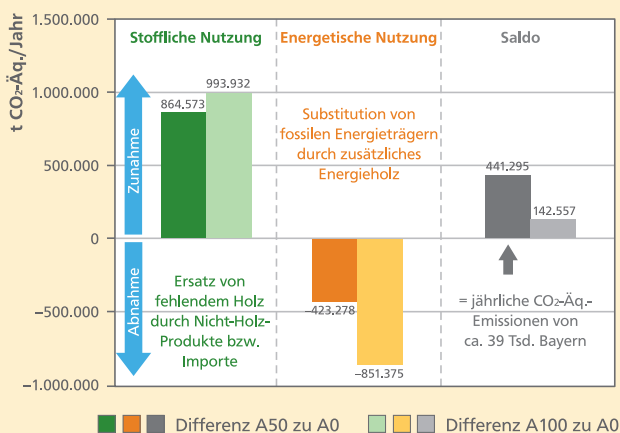 t CO₂-Äq./Jahr
1.500.000
1.000.000
500.000
0
−500.000
−1.000.000
Zunahme
Abnahme
Stoffliche Nutzung
864.573
993.932
Ersatz von
fehlendem Holz
durch Nicht-Holz-
Produkte bzw.
Importe
Energetische Nutzung
Substitution von
fossilen Energieträgern
durch zusätzliches
Energieholz
−423.278
−851.375
Saldo
441.295
142.557
= jährliche CO₂-Äq.-
Emissionen von
ca. 39 Tsd. Bayern
Differenz A50 zu A0
Differenz A100 zu A0